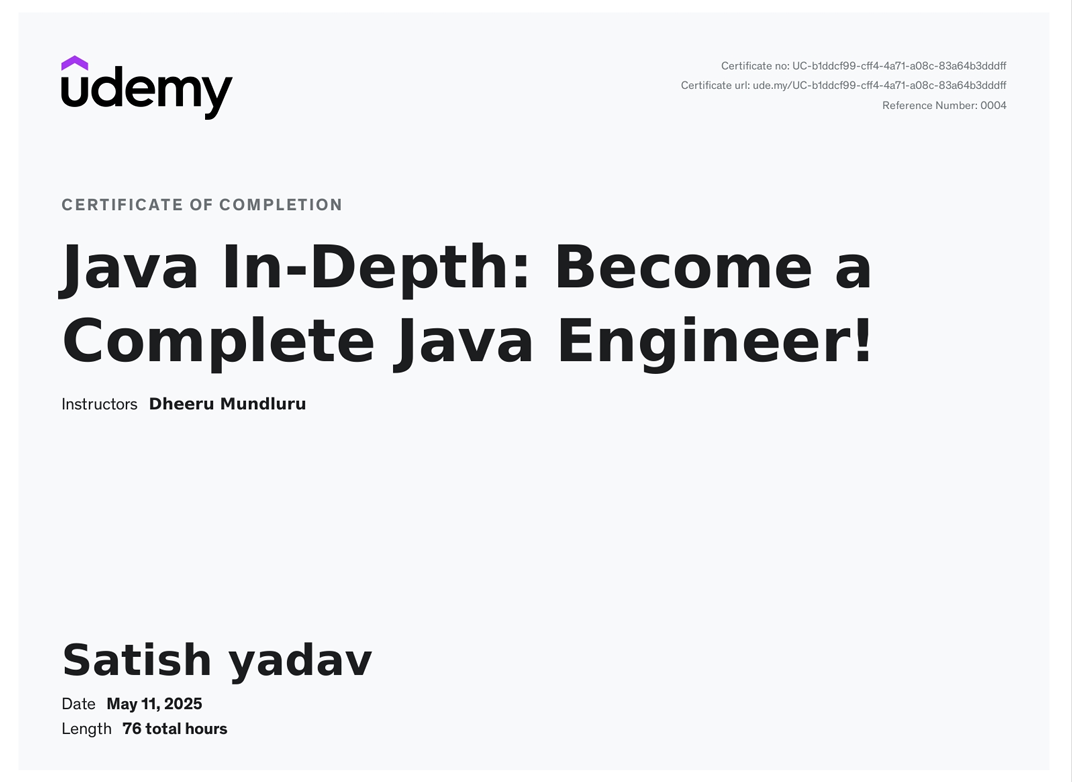 udemy
Certificate no: UC-b1ddcf99-cff4-4a71-a08c-83a64b3dddff
Certificate url: ude.my/UC-b1ddcf99-cff4-4a71-a08c-83a64b3dddff
Reference Number: 0004
CERTIFICATE OF COMPLETION
Java In-Depth: Become a
Complete Java Engineer!
Instructors Dheeru Mundluru
Satish yadav
Date May 11, 2025
Length 76 total hours